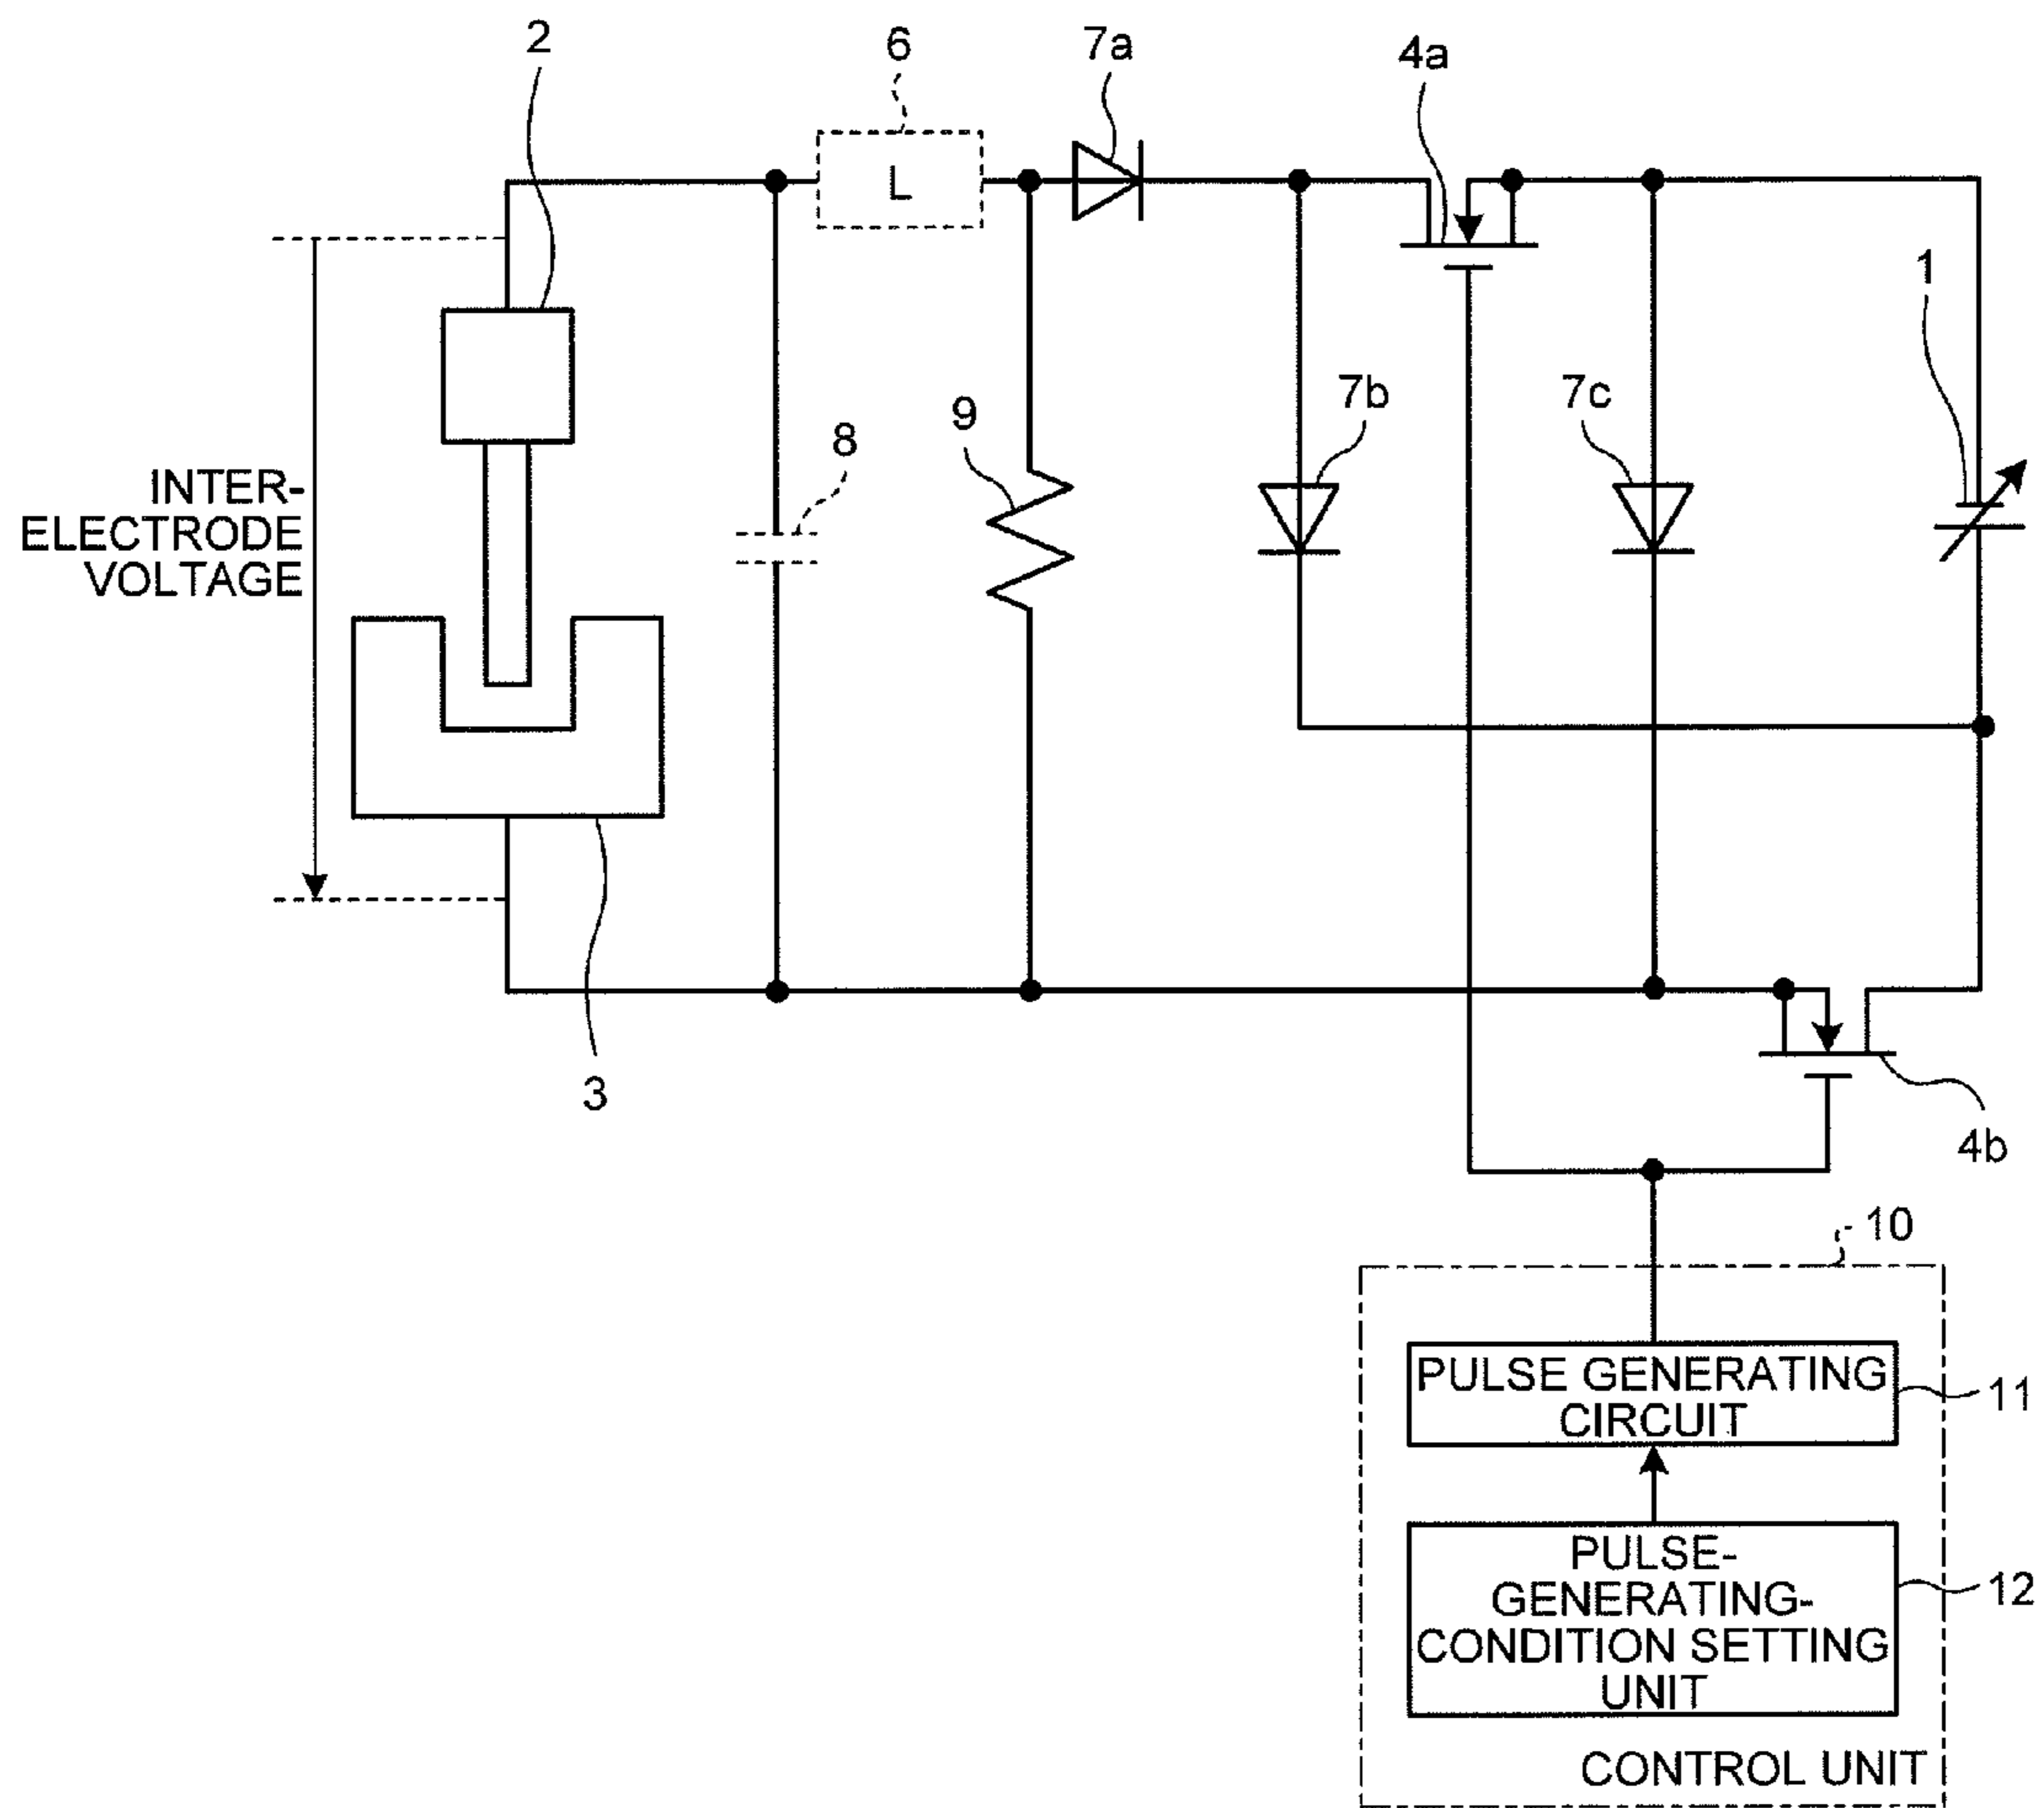 2
6
7a
4a
1
L
7b
7c
9
8
INTER-
ELECTRODE
VOLTAGE
3
4b
10
PULSE GENERATING
CIRCUIT
11
PULSE-
GENERATING-
CONDITION SETTING
UNIT
12
CONTROL UNIT